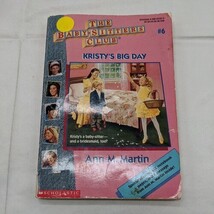 THE
BABY-SITTERS
CLUB
#6
KRISTY'S BIG DAY
Kristy's a baby-sitter—
and a bridesmaid, too!
Ann M. Martin
SCHOLASTIC